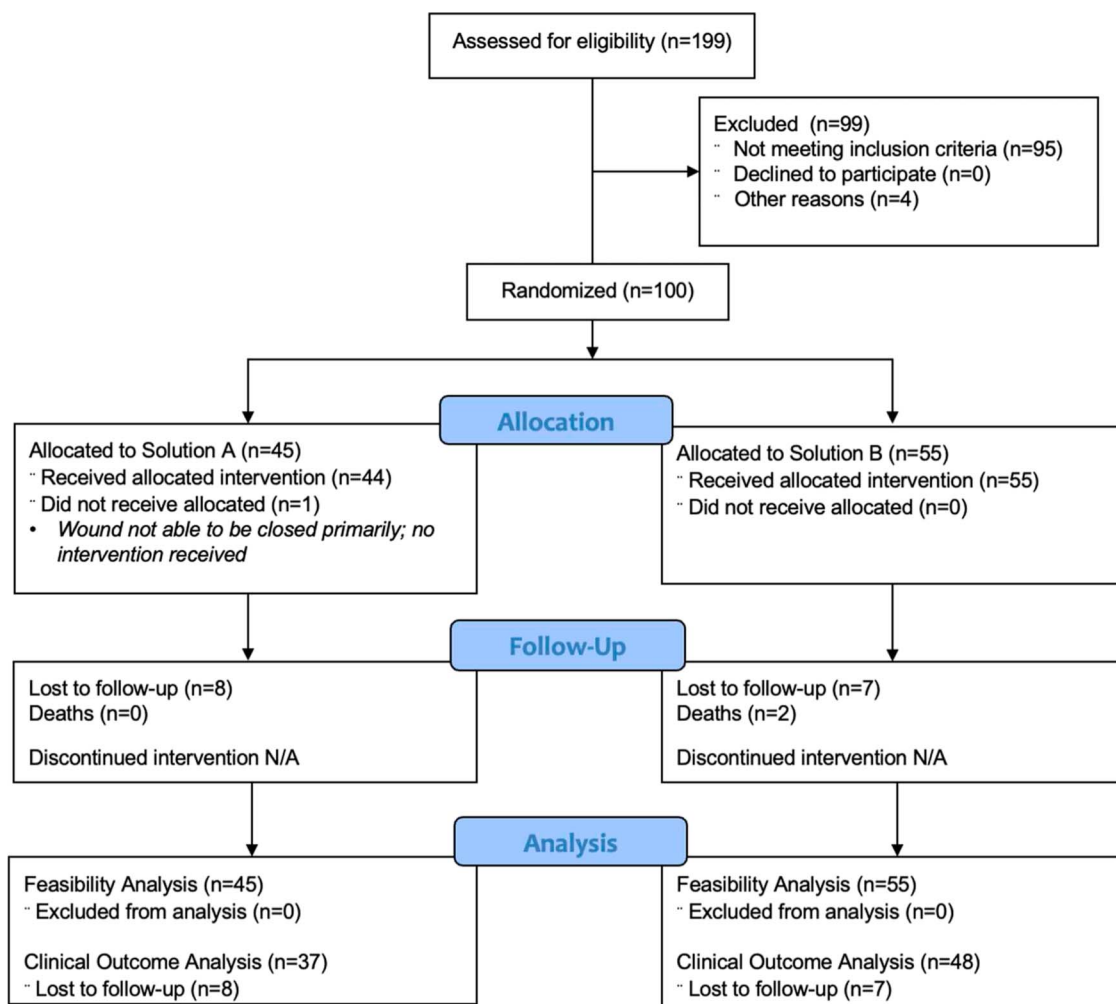 Assessed for eligibility (n=199)
Excluded (n=99)
¨ Not meeting inclusion criteria (n=95)
¨ Declined to participate (n=0)
¨ Other reasons (n=4)
Randomized (n=100)
Allocation
Allocated to Solution A (n=45)
¨ Received allocated intervention (n=44)
¨ Did not receive allocated (n=1)
• Wound not able to be closed primarily; no
intervention received
Allocated to Solution B (n=55)
¨ Received allocated intervention (n=55)
¨ Did not receive allocated (n=0)
Follow-Up
Lost to follow-up (n=8)
Deaths (n=0)
Discontinued intervention N/A
Lost to follow-up (n=7)
Deaths (n=2)
Discontinued intervention N/A
Analysis
Feasibility Analysis (n=45)
¨ Excluded from analysis (n=0)
Clinical Outcome Analysis (n=37)
¨ Lost to follow-up (n=8)
Feasibility Analysis (n=55)
¨ Excluded from analysis (n=0)
Clinical Outcome Analysis (n=48)
¨ Lost to follow-up (n=7)